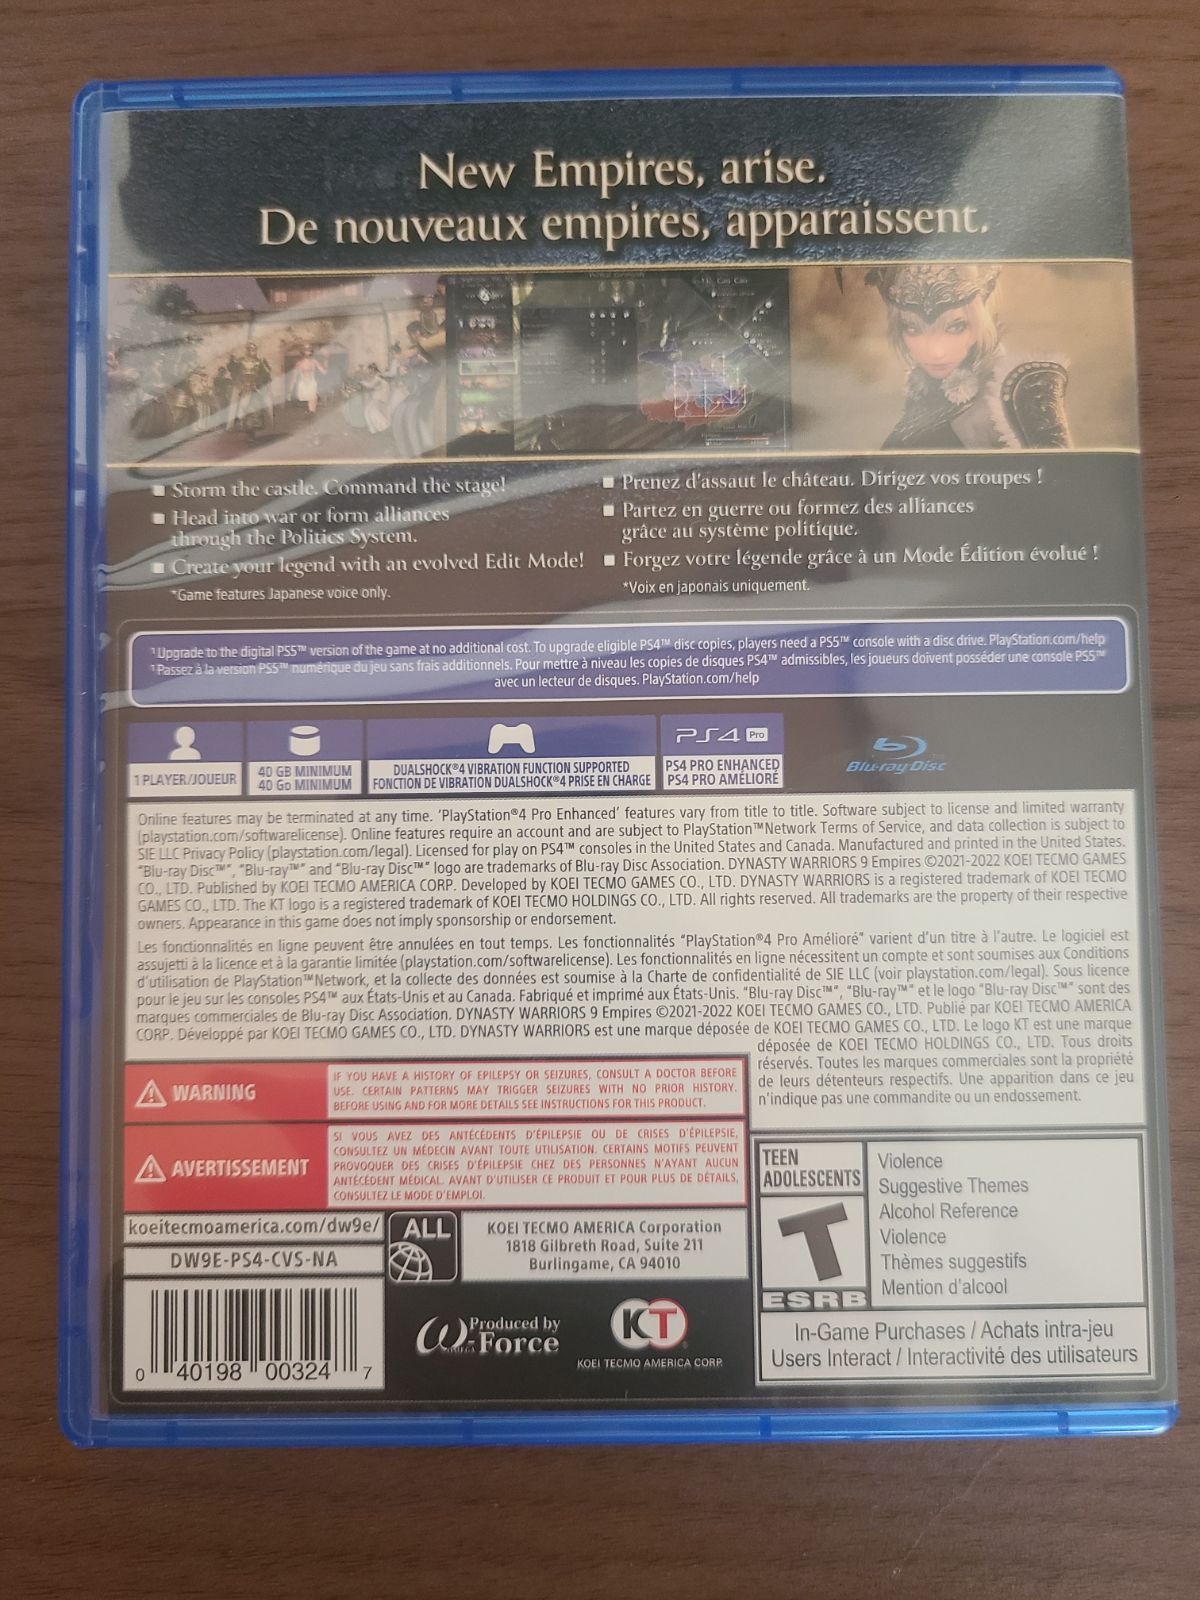 New Empires, arise.
De nouveaux empires, apparaissent.
■ Storm the castle. Command the stage!
■ Head into war or form alliances
through the Politics System.
■ Create your legend with an evolved Edit Mode!
*Game features Japanese voice only.
■ Prenez d'assaut le château. Dirigez vos troupes !
■ Partez en guerre ou formez des alliances
grâce au système politique.
■ Forgez votre légende grâce à un Mode Édition évolué !
*Voix en japonais uniquement.
¹Upgrade to the digital PS5™ version of the game at no additional cost. To upgrade eligible PS4™ disc copies, players need a PS5™ console with a disc drive. PlayStation.com/help
¹Passez à la version PS5™ numérique du jeu sans frais additionnels. Pour mettre à niveau les copies de disques PS4™ admissibles, les joueurs doivent posséder une console PS5™
avec un lecteur de disques. PlayStation.com/help
1 PLAYER/JOUEUR
40 GB MINIMUM
40 Go MINIMUM
DUALSHOCK®4 VIBRATION FUNCTION SUPPORTED
FONCTION DE VIBRATION DUALSHOCK®4 PRISE EN CHARGE
PS4 Pro
PS4 PRO ENHANCED
PS4 PRO AMÉLIORÉ
Blu-ray Disc
Online features may be terminated at any time. 'PlayStation®4 Pro Enhanced' features vary from title to title. Software subject to license and limited warranty
(playstation.com/softwarelicense). Online features require an account and are subject to PlayStation™Network Terms of Service, and data collection is subject to
SIE LLC Privacy Policy (playstation.com/legal). Licensed for play on PS4™ consoles in the United States and Canada. Manufactured and printed in the United States.
"Blu-ray Disc™", "Blu-ray™" and "Blu-ray Disc™" logo are trademarks of Blu-ray Disc Association. DYNASTY WARRIORS 9 Empires ©2021-2022 KOEI TECMO GAMES
CO., LTD. Published by KOEI TECMO AMERICA CORP. Developed by KOEI TECMO GAMES CO., LTD. DYNASTY WARRIORS is a registered trademark of KOEI TECMO
GAMES CO., LTD. The KT logo is a registered trademark of KOEI TECMO HOLDINGS CO., LTD. All rights reserved. All trademarks are the property of their respective
owners. Appearance in this game does not imply sponsorship or endorsement.
Les fonctionnalités en ligne peuvent être annulées en tout temps. Les fonctionnalités "PlayStation®4 Pro Amélioré" varient d'un titre à l'autre. Le logiciel est
assujetti à la licence et à la garantie limitée (playstation.com/softwarelicense). Les fonctionnalités en ligne nécessitent un compte et sont soumises aux Conditions
d'utilisation de PlayStation™Network, et la collecte des données est soumise à la Charte de confidentialité de SIE LLC (voir playstation.com/legal). Sous licence
pour le jeu sur les consoles PS4™ aux États-Unis et au Canada. Fabriqué et imprimé aux États-Unis. "Blu-ray Disc™", "Blu-ray™" et le logo "Blu-ray Disc™" sont des
marques commerciales de Blu-ray Disc Association. DYNASTY WARRIORS 9 Empires ©2021-2022 KOEI TECMO GAMES CO., LTD. Publié par KOEI TECMO AMERICA
CORP. Développé par KOEI TECMO GAMES CO., LTD. DYNASTY WARRIORS est une marque déposée de KOEI TECMO GAMES CO., LTD. Le logo KT est une marque
déposée de KOEI TECMO HOLDINGS CO., LTD. Tous droits
réservés. Toutes les marques commerciales sont la propriété
de leurs détenteurs respectifs. Une apparition dans ce jeu
n'indique pas une commandite ou un endossement.
WARNING
IF YOU HAVE A HISTORY OF EPILEPSY OR SEIZURES, CONSULT A DOCTOR BEFORE
USE. CERTAIN PATTERNS MAY TRIGGER SEIZURES WITH NO PRIOR HISTORY.
BEFORE USING AND FOR MORE DETAILS SEE INSTRUCTIONS FOR THIS PRODUCT.
AVERTISSEMENT
SI VOUS AVEZ DES ANTÉCÉDENTS D'ÉPILEPSIE OU DE CRISES D'ÉPILEPSIE,
CONSULTEZ UN MÉDECIN AVANT TOUTE UTILISATION. CERTAINS MOTIFS PEUVENT
PROVOQUER DES CRISES D'ÉPILEPSIE CHEZ DES PERSONNES N'AYANT AUCUN
ANTÉCÉDENT MÉDICAL. AVANT D'UTILISER CE PRODUIT ET POUR PLUS DE DÉTAILS,
CONSULTEZ LE MODE D'EMPLOI.
koeitecmoamerica.com/dw9e/
DW9E-PS4-CVS-NA
ALL
KOEI TECMO AMERICA Corporation
1818 Gilbreth Road, Suite 211
Burlingame, CA 94010
0 40198 00324 7
Produced by
ω-Force
OMEGA
KT
KOEI TECMO AMERICA CORP.
TEEN
ADOLESCENTS
T
ESRB
Violence
Suggestive Themes
Alcohol Reference
Violence
Thèmes suggestifs
Mention d'alcool
In-Game Purchases / Achats intra-jeu
Users Interact / Interactivité des utilisateurs